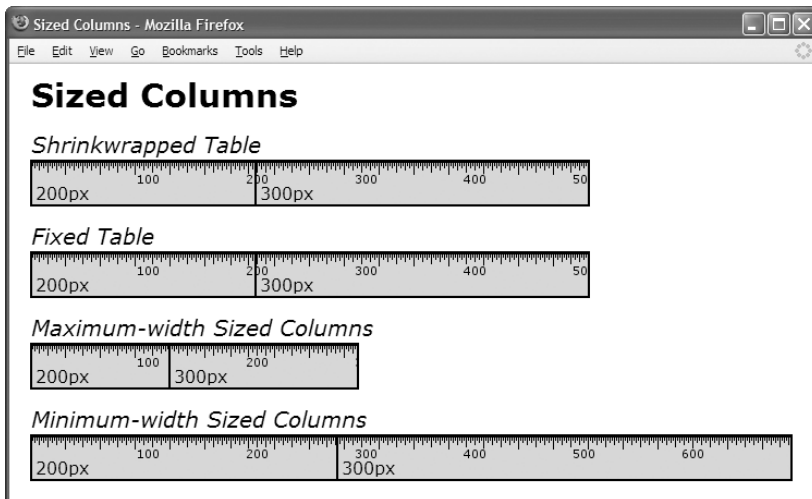 Sized Columns - Mozilla Firefox
File Edit View Go Bookmarks Tools Help
Sized Columns
Shrinkwrapped Table
100 200 300 400 50
200px 300px
Fixed Table
100 200 300 400 50
200px 300px
Maximum-width Sized Columns
100 200
200px 300px
Minimum-width Sized Columns
100 200 300 400 500 600
200px 300px